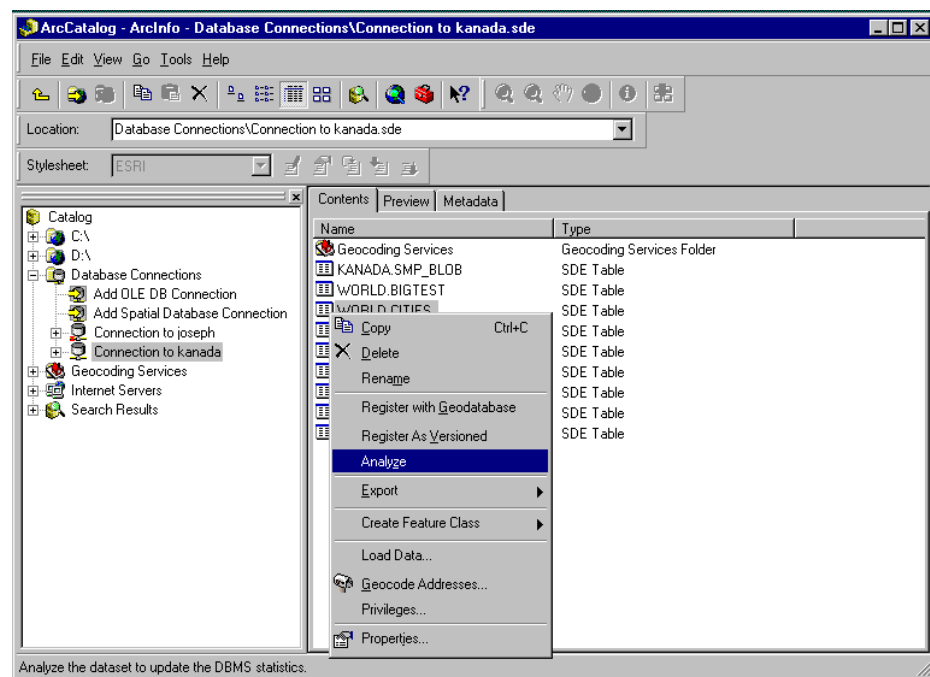 ArcCatalog - ArcInfo - Database Connections\Connection to kanada.sde
File Edit View Go Tools Help
Location: Database Connections\Connection to kanada.sde
Stylesheet: ESRI
Contents Preview Metadata
Catalog
C:\
D:\
Database Connections
Add OLE DB Connection
Add Spatial Database Connection
Connection to joseph
Connection to kanada
Geocoding Services
Internet Servers
Search Results
Name Type
Geocoding Services Geocoding Services Folder
KANADA.SMP_BLOB SDE Table
WORLD.BIGTEST SDE Table
WORLD.CITIES SDE Table
SDE Table
SDE Table
SDE Table
SDE Table
SDE Table
SDE Table
Copy Ctrl+C
Delete
Rename
Register with Geodatabase
Register As Versioned
Analyze
Export
Create Feature Class
Load Data...
Geocode Addresses...
Privileges...
Properties...
Analyze the dataset to update the DBMS statistics.